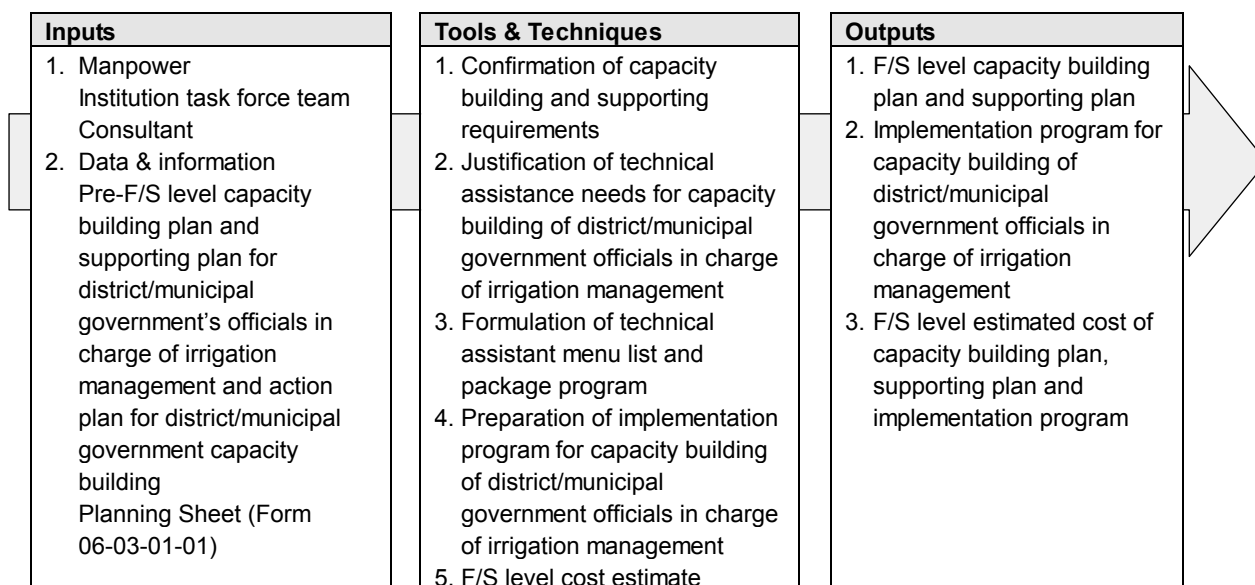 Inputs
1. Manpower
Institution task force team
Consultant
2. Data & information
Pre-F/S level capacity
building plan and
supporting plan for
district/municipal
government's officials in
charge of irrigation
management and action
plan for district/municipal
government capacity
building
Planning Sheet (Form
06-03-01-01)
Tools & Techniques
1. Confirmation of capacity
building and supporting
requirements
2. Justification of technical
assistance needs for capacity
building of district/municipal
government officials in charge
of irrigation management
3. Formulation of technical
assistant menu list and
package program
4. Preparation of implementation
program for capacity building
of district/municipal
government officials in charge
of irrigation management
5. F/S level cost estimate
Outputs
1. F/S level capacity building
plan and supporting plan
2. Implementation program for
capacity building of
district/municipal
government officials in
charge of irrigation
management
3. F/S level estimated cost of
capacity building plan,
supporting plan and
implementation program